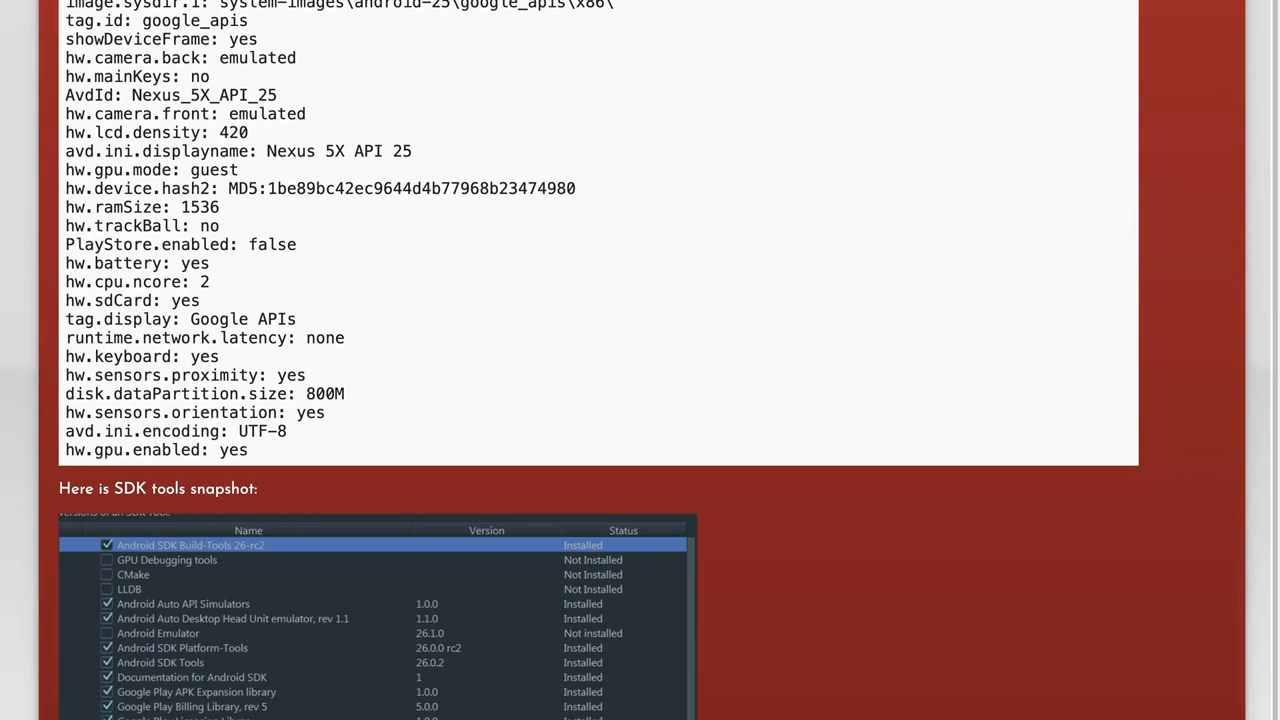 image.sysdir.1: system-images\android-25\google_apis\x86\
tag.id: google_apis
showDeviceFrame: yes
hw.camera.back: emulated
hw.mainKeys: no
AvdId: Nexus_5X_API_25
hw.camera.front: emulated
hw.lcd.density: 420
avd.ini.displayname: Nexus 5X API 25
hw.gpu.mode: guest
hw.device.hash2: MD5:1be89bc42ec9644d4b77968b23474980
hw.ramSize: 1536
hw.trackBall: no
PlayStore.enabled: false
hw.battery: yes
hw.cpu.ncore: 2
hw.sdCard: yes
tag.display: Google APIs
runtime.network.latency: none
hw.keyboard: yes
hw.sensors.proximity: yes
disk.dataPartition.size: 800M
hw.sensors.orientation: yes
avd.ini.encoding: UTF-8
hw.gpu.enabled: yes
Here is SDK tools snapshot:
Name Version Status
Android SDK Build-Tools 26-rc2 Installed
GPU Debugging tools Not Installed
CMake Not Installed
LLDB Not Installed
Android Auto API Simulators 1.0.0 Installed
Android Auto Desktop Head Unit emulator, rev 1.1 1.1.0 Installed
Android Emulator 26.1.0 Not installed
Android SDK Platform-Tools 26.0.0 rc2 Installed
Android SDK Tools 26.0.2 Installed
Documentation for Android SDK 1 Installed
Google Play APK Expansion library 1.0.0 Installed
Google Play Billing Library, rev 5 5.0.0 Installed